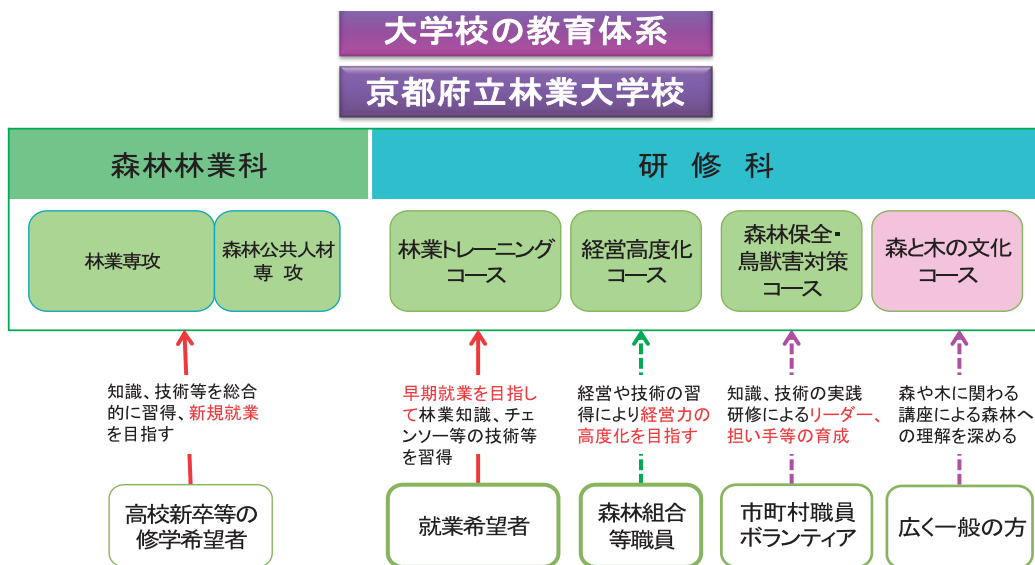 大学校の教育体系
京都府立林業大学校
森林林業科
研修科
林業専攻
森林公共人材
専攻
林業トレーニング
コース
経営高度化
コース
森林保全・
鳥獣害対策
コース
森と木の文化
コース
知識、技術等を総合
的に習得、新規就業
を目指す
早期就業を目指し
て林業知識、チェ
ンソー等の技術等
を習得
経営や技術の習
得により経営力の
高度化を目指す
知識、技術の実践
研修によるリーダー、
担い手等の育成
森や木に関わる
講座による森林へ
の理解を深める
高校新卒等の
修学希望者
就業希望者
森林組合
等職員
市町村職員
ボランティア
広く一般の方